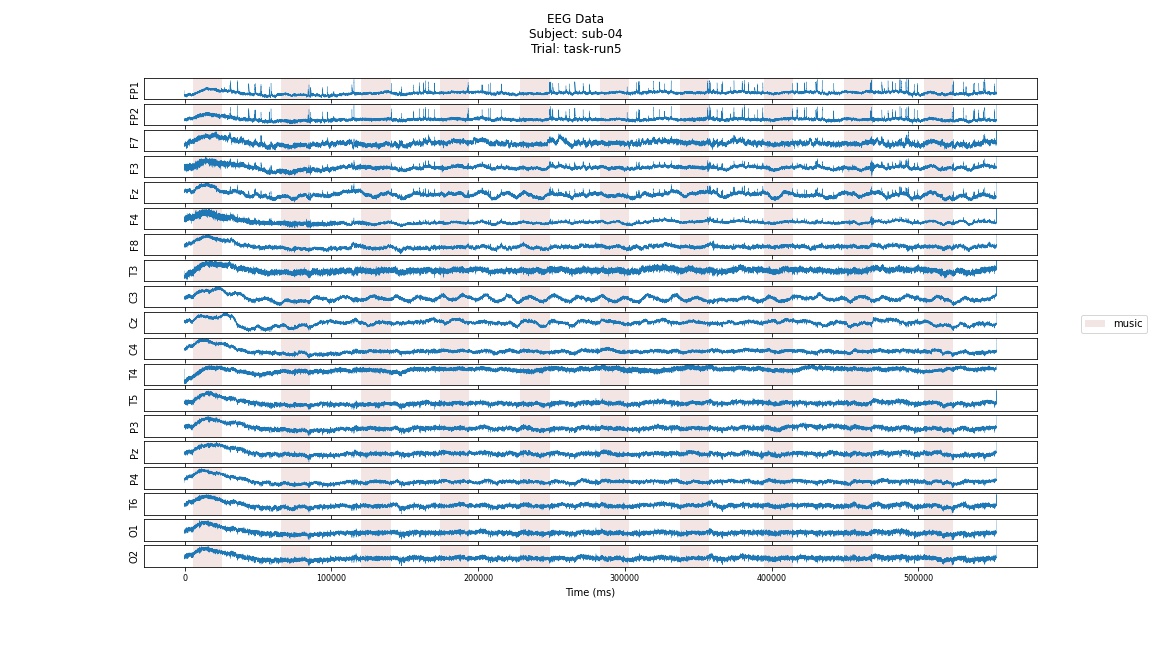 EEG Data
Subject: sub-04
Trial: task-run5
FP1
FP2
F7
F3
Fz
F4
F8
T3
C3
Cz
C4
T4
T5
P3
Pz
P4
T6
O1
O2
music
0 100000 200000 300000 400000 500000
Time (ms)